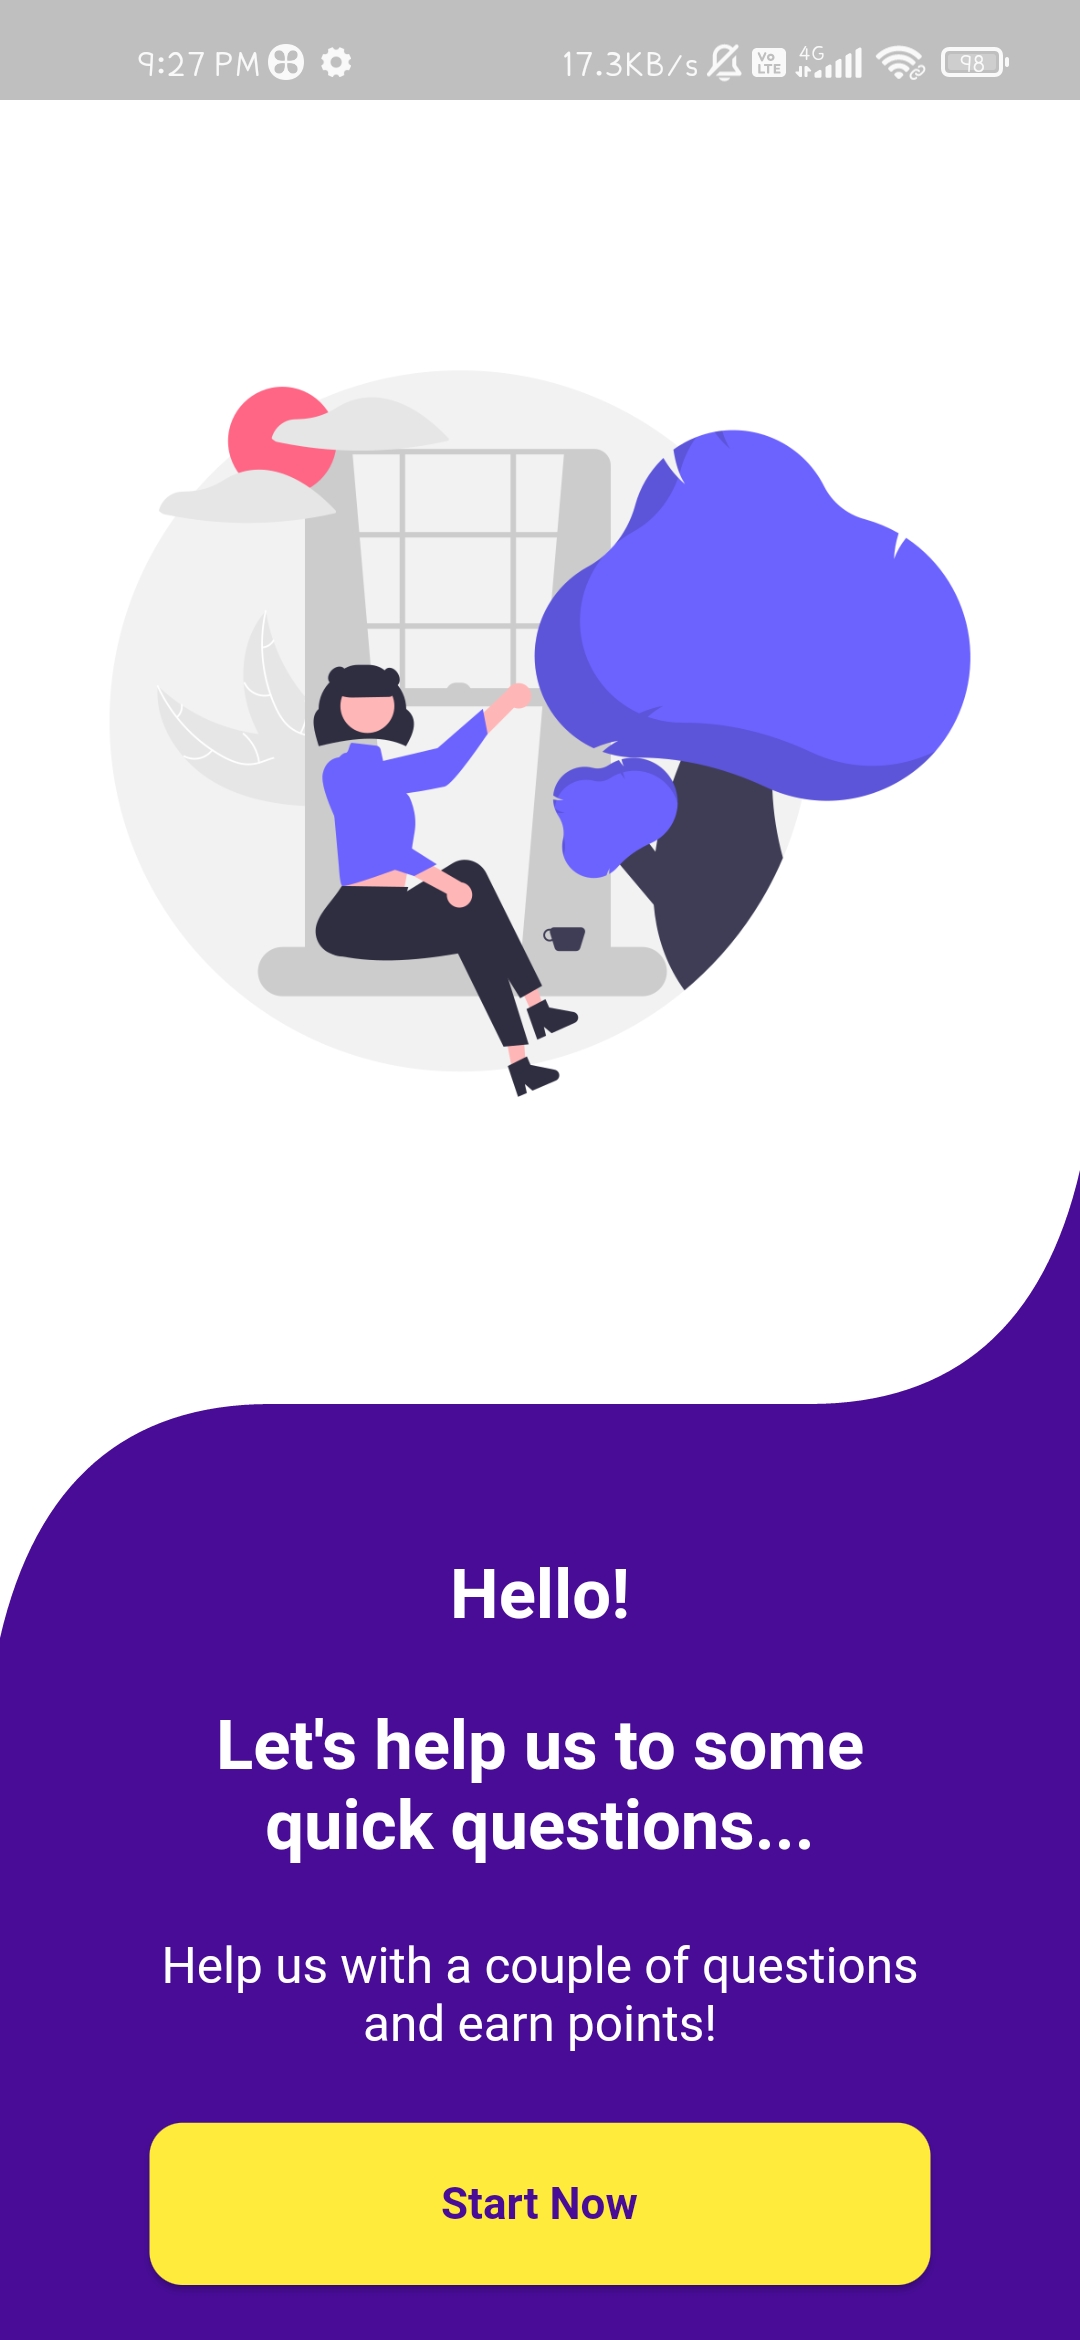 9:27 PM 17.3KB/s Vo LTE 4G 98
Hello!
Let's help us to some
quick questions...
Help us with a couple of questions
and earn points!
Start Now